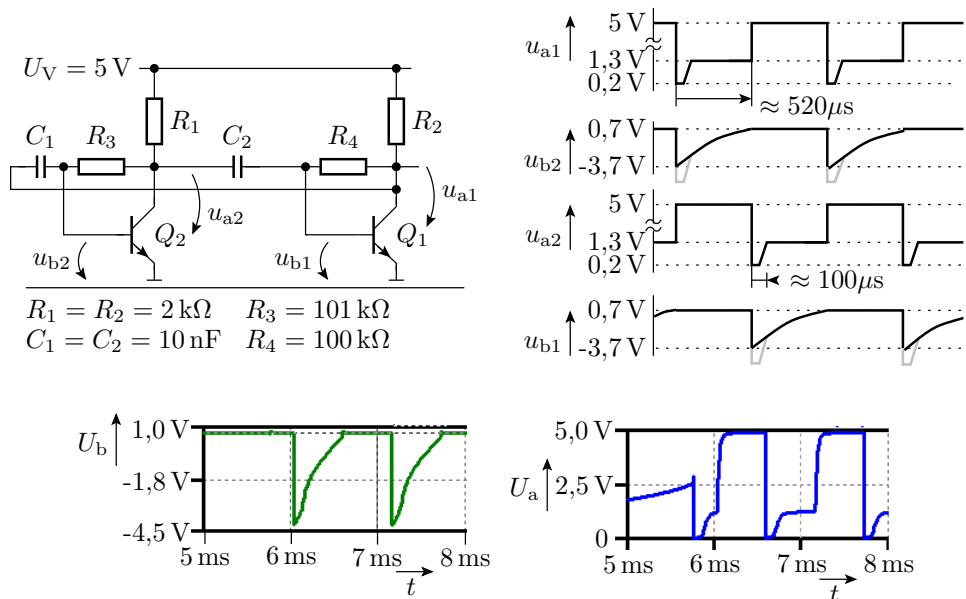 U_V = 5 V
C_1 R_3 R_1 C_2 R_4 R_2
u_a2 u_a1
Q_2 Q_1
u_b2 u_b1
R_1 = R_2 = 2 kΩ R_3 = 101 kΩ
C_1 = C_2 = 10 nF R_4 = 100 kΩ
u_a1
5 V
1,3 V
0,2 V
≈ 520µs
u_b2
0,7 V
-3,7 V
u_a2
5 V
1,3 V
0,2 V
≈ 100µs
u_b1
0,7 V
-3,7 V
U_b
1,0 V
-1,8 V
-4,5 V
5 ms 6 ms 7 ms 8 ms
t
U_a
5,0 V
2,5 V
0
5 ms 6 ms 7 ms 8 ms
t